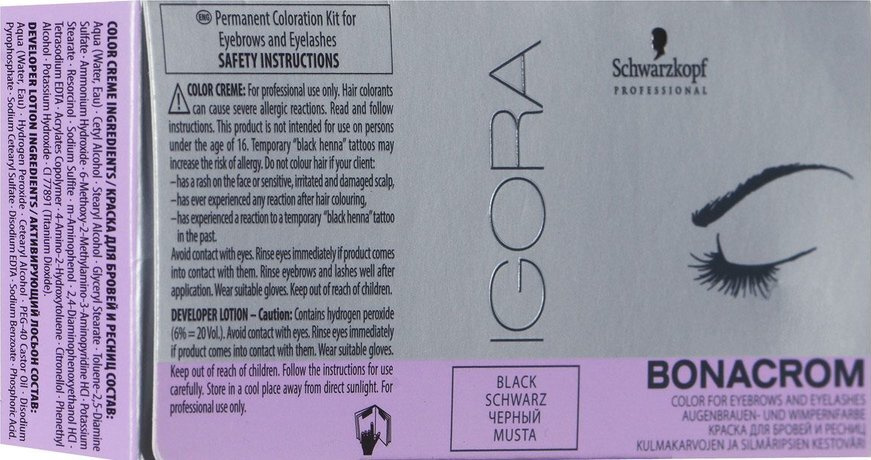 COLOR CREME INGREDIENTS / КРАСКА ДЛЯ БРОВЕЙ И РЕСНИЦ СОСТАВ:
Aqua (Water, Eau) · Cetyl Alcohol · Stearyl Alcohol · Glyceryl Stearate · Toluene-2,5-Diamine
Sulfate · Ammonium Hydroxide · 6-Methoxy-2-Methylamino-3-Aminopyridine HCl · Potassium
Stearate · Resorcinol · Sodium Sulfite · m-Aminophenol · 2,4-Diaminophenoxyethanol HCl ·
Tetrasodium EDTA · Acrylates Copolymer · 4-Amino-2-Hydroxytoluene · Citronellol · Phenethyl
Alcohol · Potassium Hydroxide · CI 77891 (Titanium Dioxide).
DEVELOPER LOTION INGREDIENTS / АКТИВИРУЮЩИЙ ЛОСЬОН СОСТАВ:
Aqua (Water, Eau) · Hydrogen Peroxide · Cetearyl Alcohol · PEG-40 Castor Oil · Disodium
Pyrophosphate · Sodium Cetearyl Sulfate · Disodium EDTA · Sodium Benzoate · Phosphoric Acid.
ENG Permanent Coloration Kit for
Eyebrows and Eyelashes
SAFETY INSTRUCTIONS
COLOR CREME: For professional use only. Hair colorants
can cause severe allergic reactions. Read and follow
instructions. This product is not intended for use on persons
under the age of 16. Temporary "black henna" tattoos may
increase the risk of allergy. Do not colour hair if your client:
– has a rash on the face or sensitive, irritated and damaged scalp,
– has ever experienced any reaction after hair colouring,
– has experienced a reaction to a temporary "black henna" tattoo
in the past.
Avoid contact with eyes. Rinse eyes immediately if product comes
into contact with them. Rinse eyebrows and lashes well after
application. Wear suitable gloves. Keep out of reach of children.
DEVELOPER LOTION – Caution: Contains hydrogen peroxide
(6% = 20 Vol.). Avoid contact with eyes. Rinse eyes immediately
if product comes into contact with them. Wear suitable gloves.
Keep out of reach of children. Follow the instructions for use
carefully. Store in a cool place away from direct sunlight. For
professional use only.
IGORA
BLACK
SCHWARZ
ЧЕРНЫЙ
MUSTA
Schwarzkopf
PROFESSIONAL
BONACROM
COLOR FOR EYEBROWS AND EYELASHES
AUGENBRAUEN- UND WIMPERNFARBE
КРАСКА ДЛЯ БРОВЕЙ И РЕСНИЦ
KULMAKARVOJEN JA SILMÄRIPSIEN KESTOVÄRI